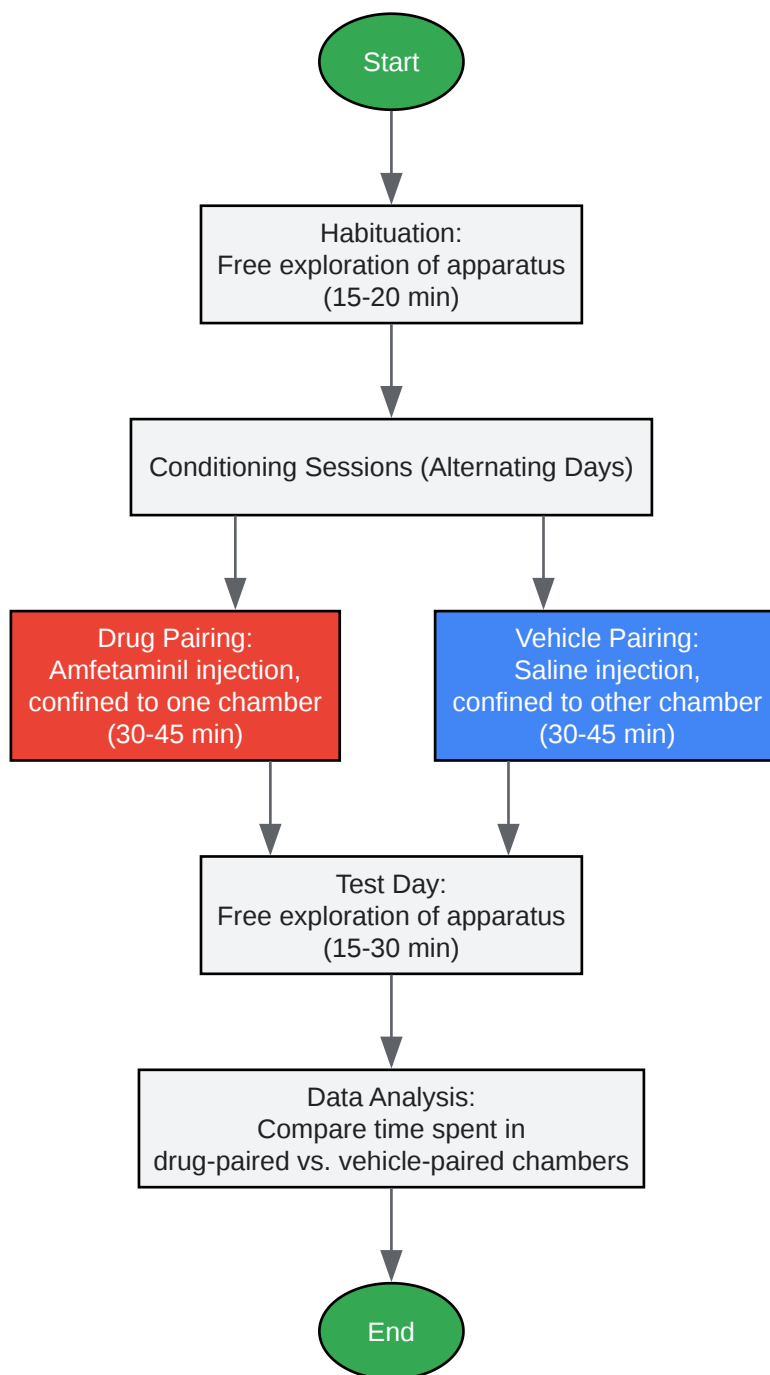 Start
Habituation:
Free exploration of apparatus
(15-20 min)
Conditioning Sessions (Alternating Days)
Drug Pairing:
Amfetaminil injection,
confined to one chamber
(30-45 min)
Vehicle Pairing:
Saline injection,
confined to other chamber
(30-45 min)
Test Day:
Free exploration of apparatus
(15-30 min)
Data Analysis:
Compare time spent in
drug-paired vs. vehicle-paired chambers
End